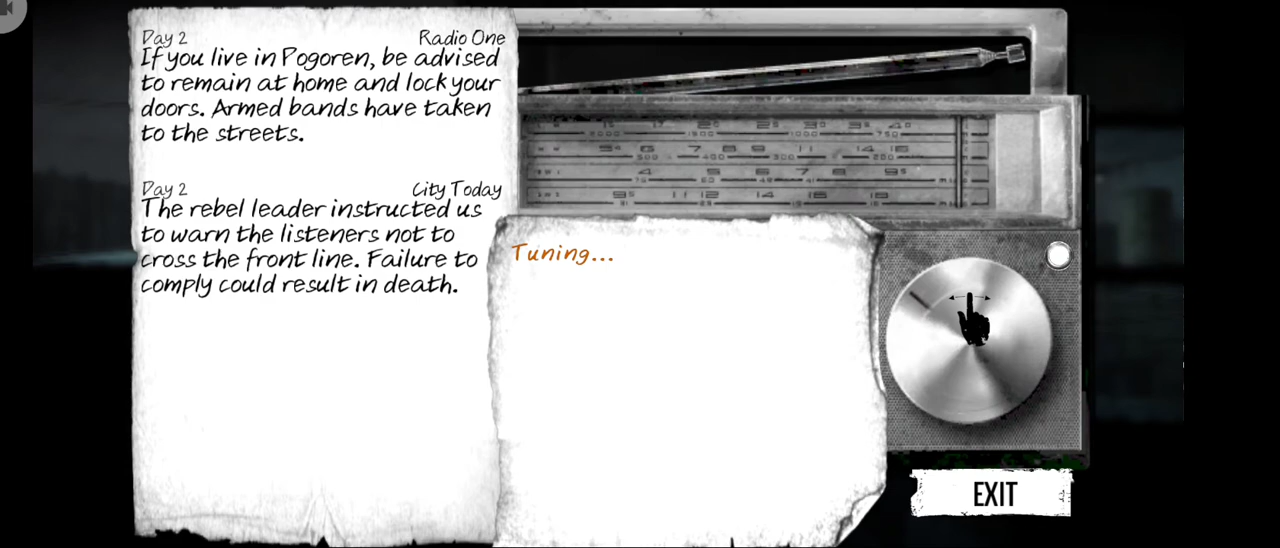 Day 2 Radio One
If you live in Pogoren, be advised
to remain at home and lock your
doors. Armed bands have taken
to the streets.
Day 2 City Today
The rebel leader instructed us
to warn the listeners not to
cross the front line. Failure to
comply could result in death.
Tuning...
EXIT